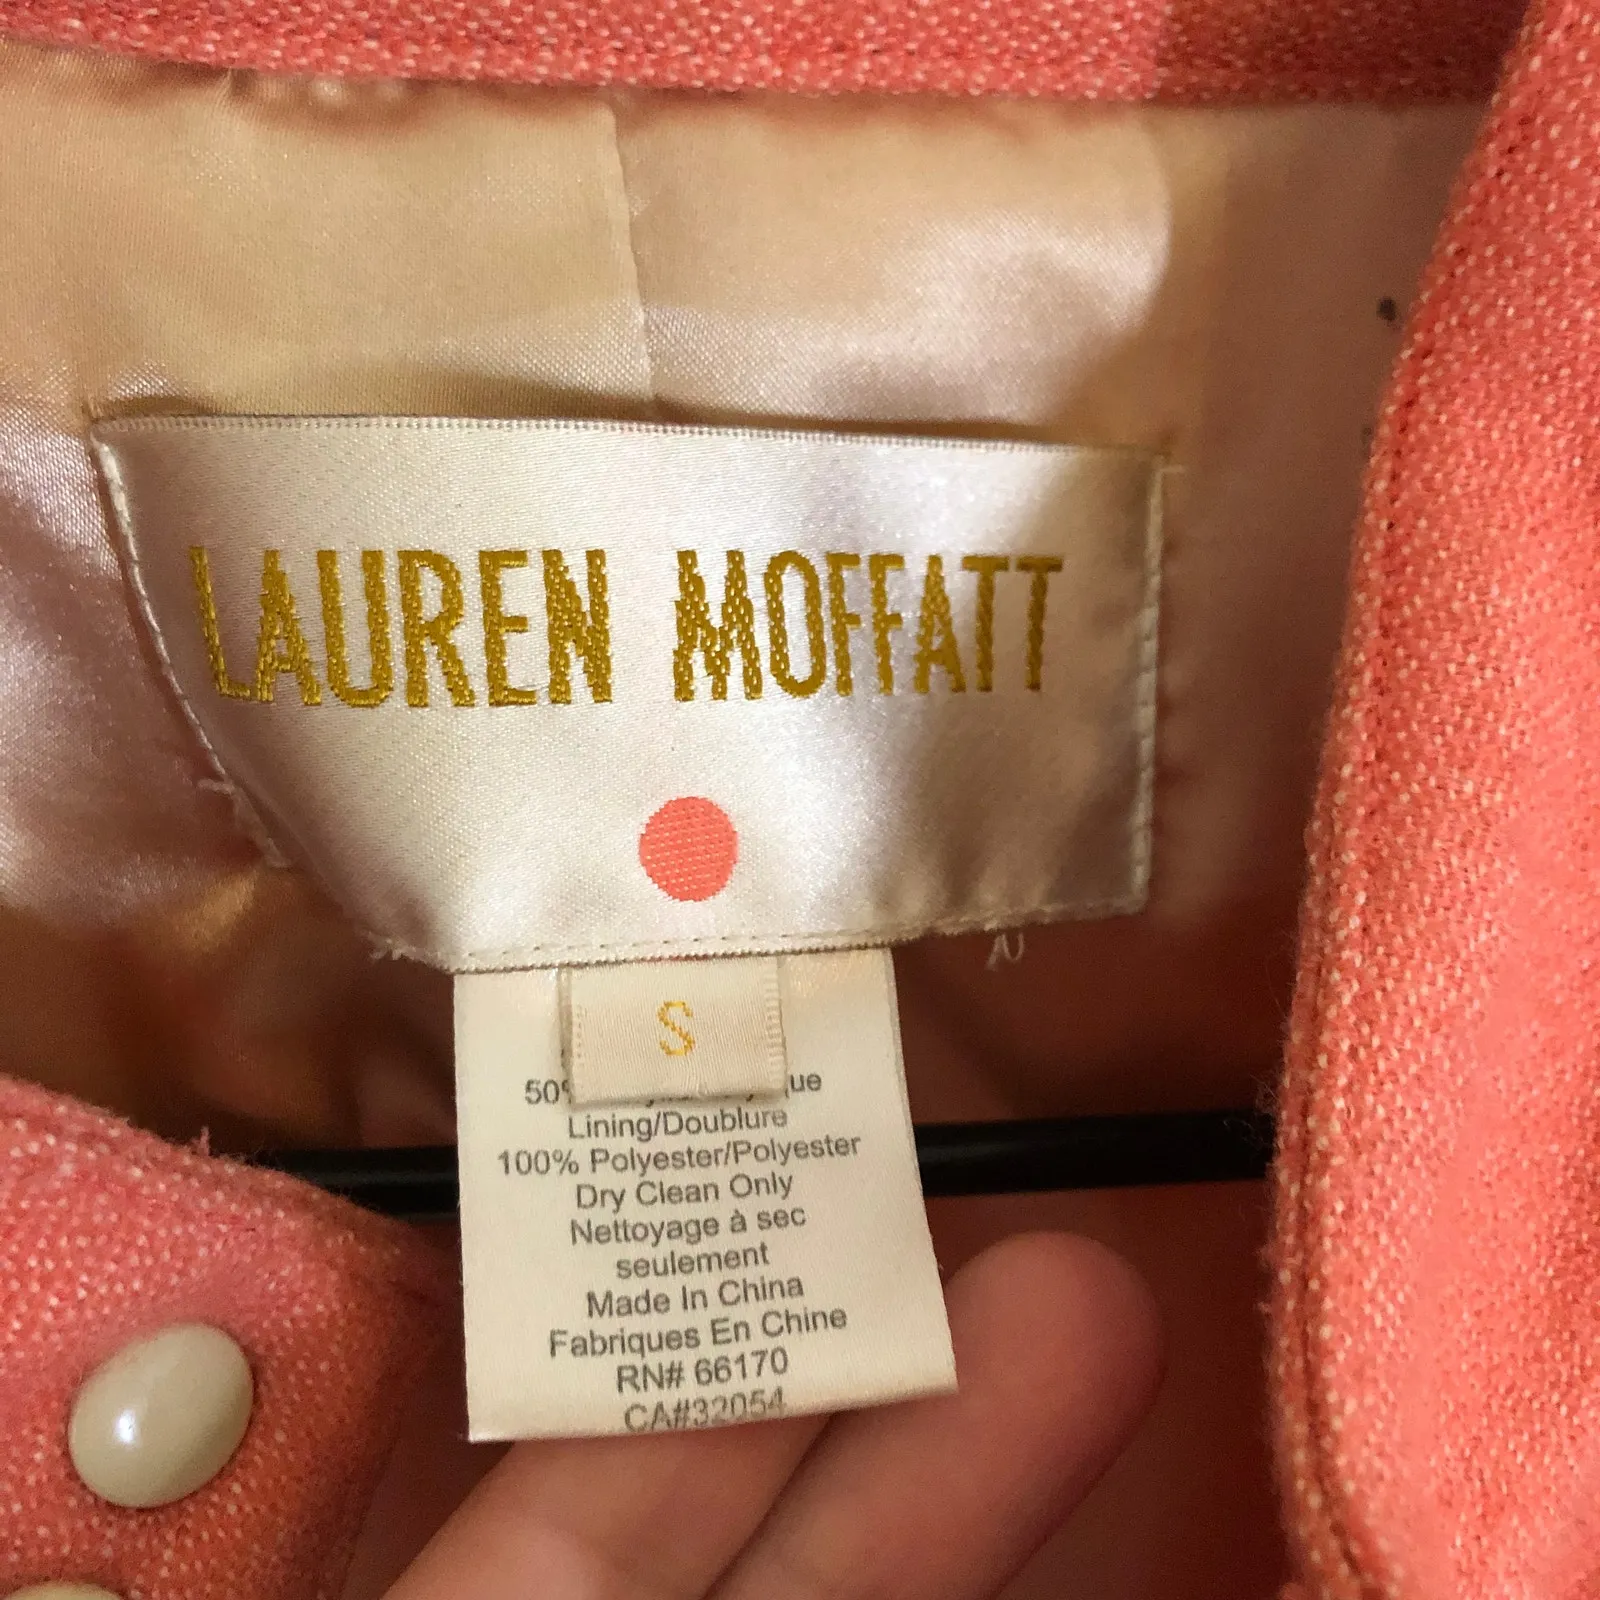 LAUREN MOFFATT
S
Lining/Doublure
100% Polyester/Polyester
Dry Clean Only
Nettoyage à sec
seulement
Made In China
Fabriques En Chine
RN# 66170
CA#32054